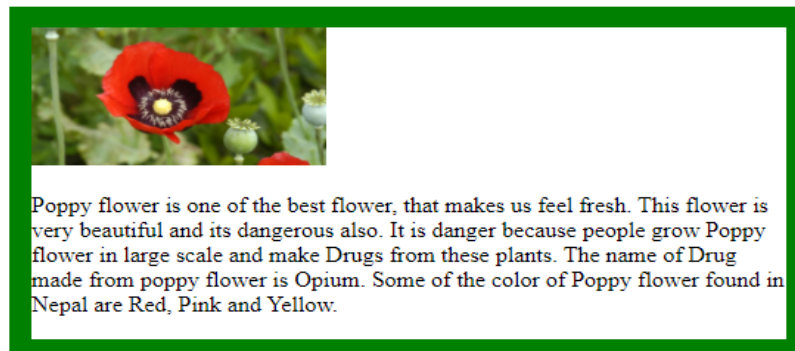 Poppy flower is one of the best flower, that makes us feel fresh. This flower is
very beautiful and its dangerous also. It is danger because people grow Poppy
flower in large scale and make Drugs from these plants. The name of Drug
made from poppy flower is Opium. Some of the color of Poppy flower found in
Nepal are Red, Pink and Yellow.